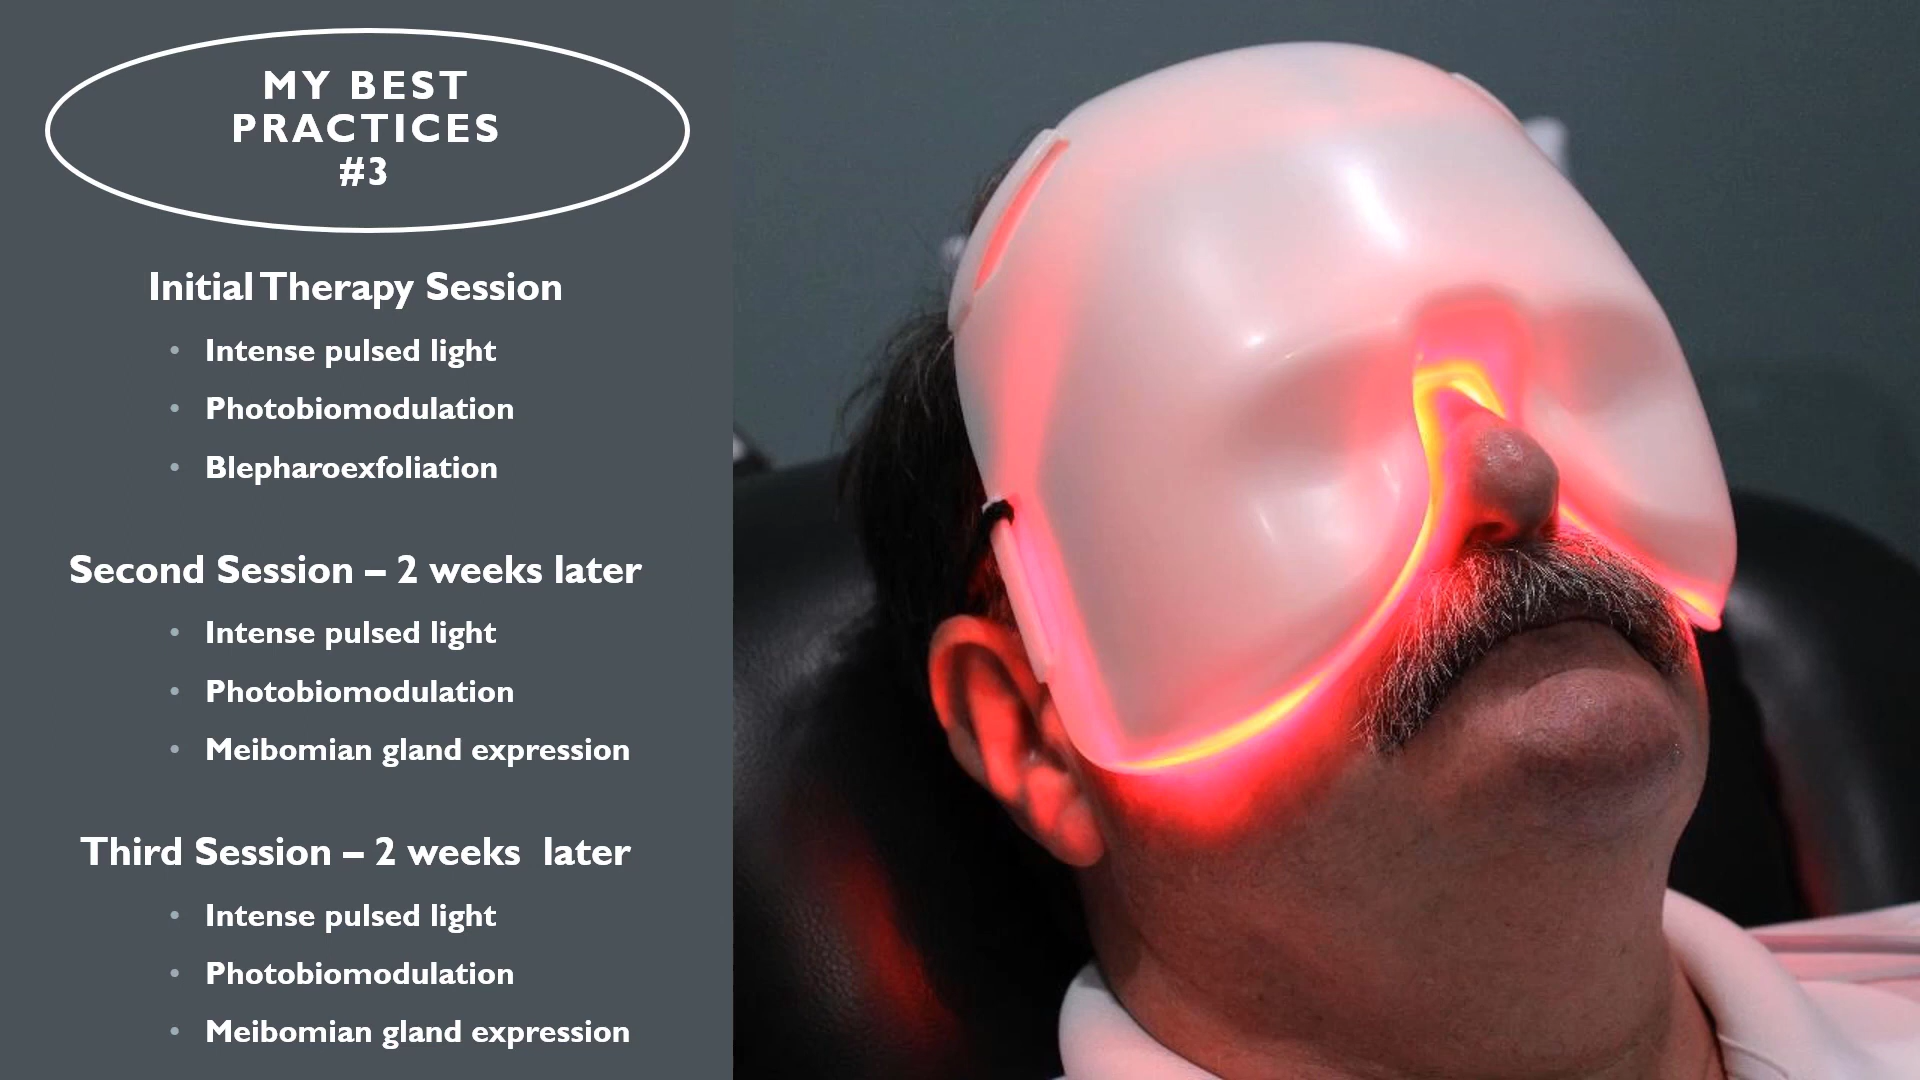 MY BEST
PRACTICES
#3
Initial Therapy Session
• Intense pulsed light
• Photobiomodulation
• Blepharoexfoliation
Second Session – 2 weeks later
• Intense pulsed light
• Photobiomodulation
• Meibomian gland expression
Third Session – 2 weeks  later
• Intense pulsed light
• Photobiomodulation
• Meibomian gland expression